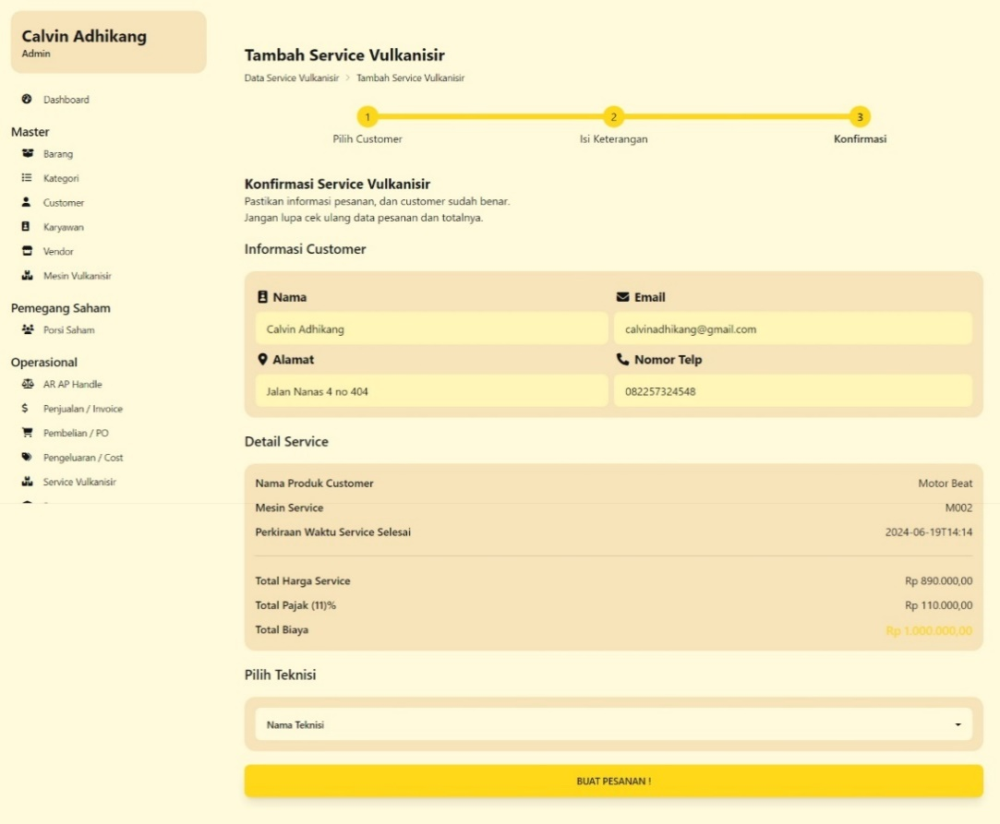 Calvin Adhikang
Admin
Dashboard
Master
Barang
Kategori
Customer
Karyawan
Vendor
Mesin Vulkanisir
Pemegang Saham
Porsi Saham
Operasional
AR AP Handle
Penjualan / Invoice
Pembelian / PO
Pengeluaran / Cost
Service Vulkanisir
Tambah Service Vulkanisir
Data Service Vulkanisir > Tambah Service Vulkanisir
1 2 3
Pilih Customer Isi Keterangan Konfirmasi
Konfirmasi Service Vulkanisir
Pastikan informasi pesanan, dan customer sudah benar.
Jangan lupa cek ulang data pesanan dan totalnya.
Informasi Customer
Nama Email
Calvin Adhikang calvinadhikang@gmail.com
Alamat Nomor Telp
Jalan Nanas 4 no 404 082257324548
Detail Service
Nama Produk Customer Motor Beat
Mesin Service M002
Perkiraan Waktu Service Selesai 2024-06-19T14:14
Total Harga Service Rp 890.000,00
Total Pajak (11)% Rp 110.000,00
Total Biaya Rp 1.000.000,00
Pilih Teknisi
Nama Teknisi
BUAT PESANAN !